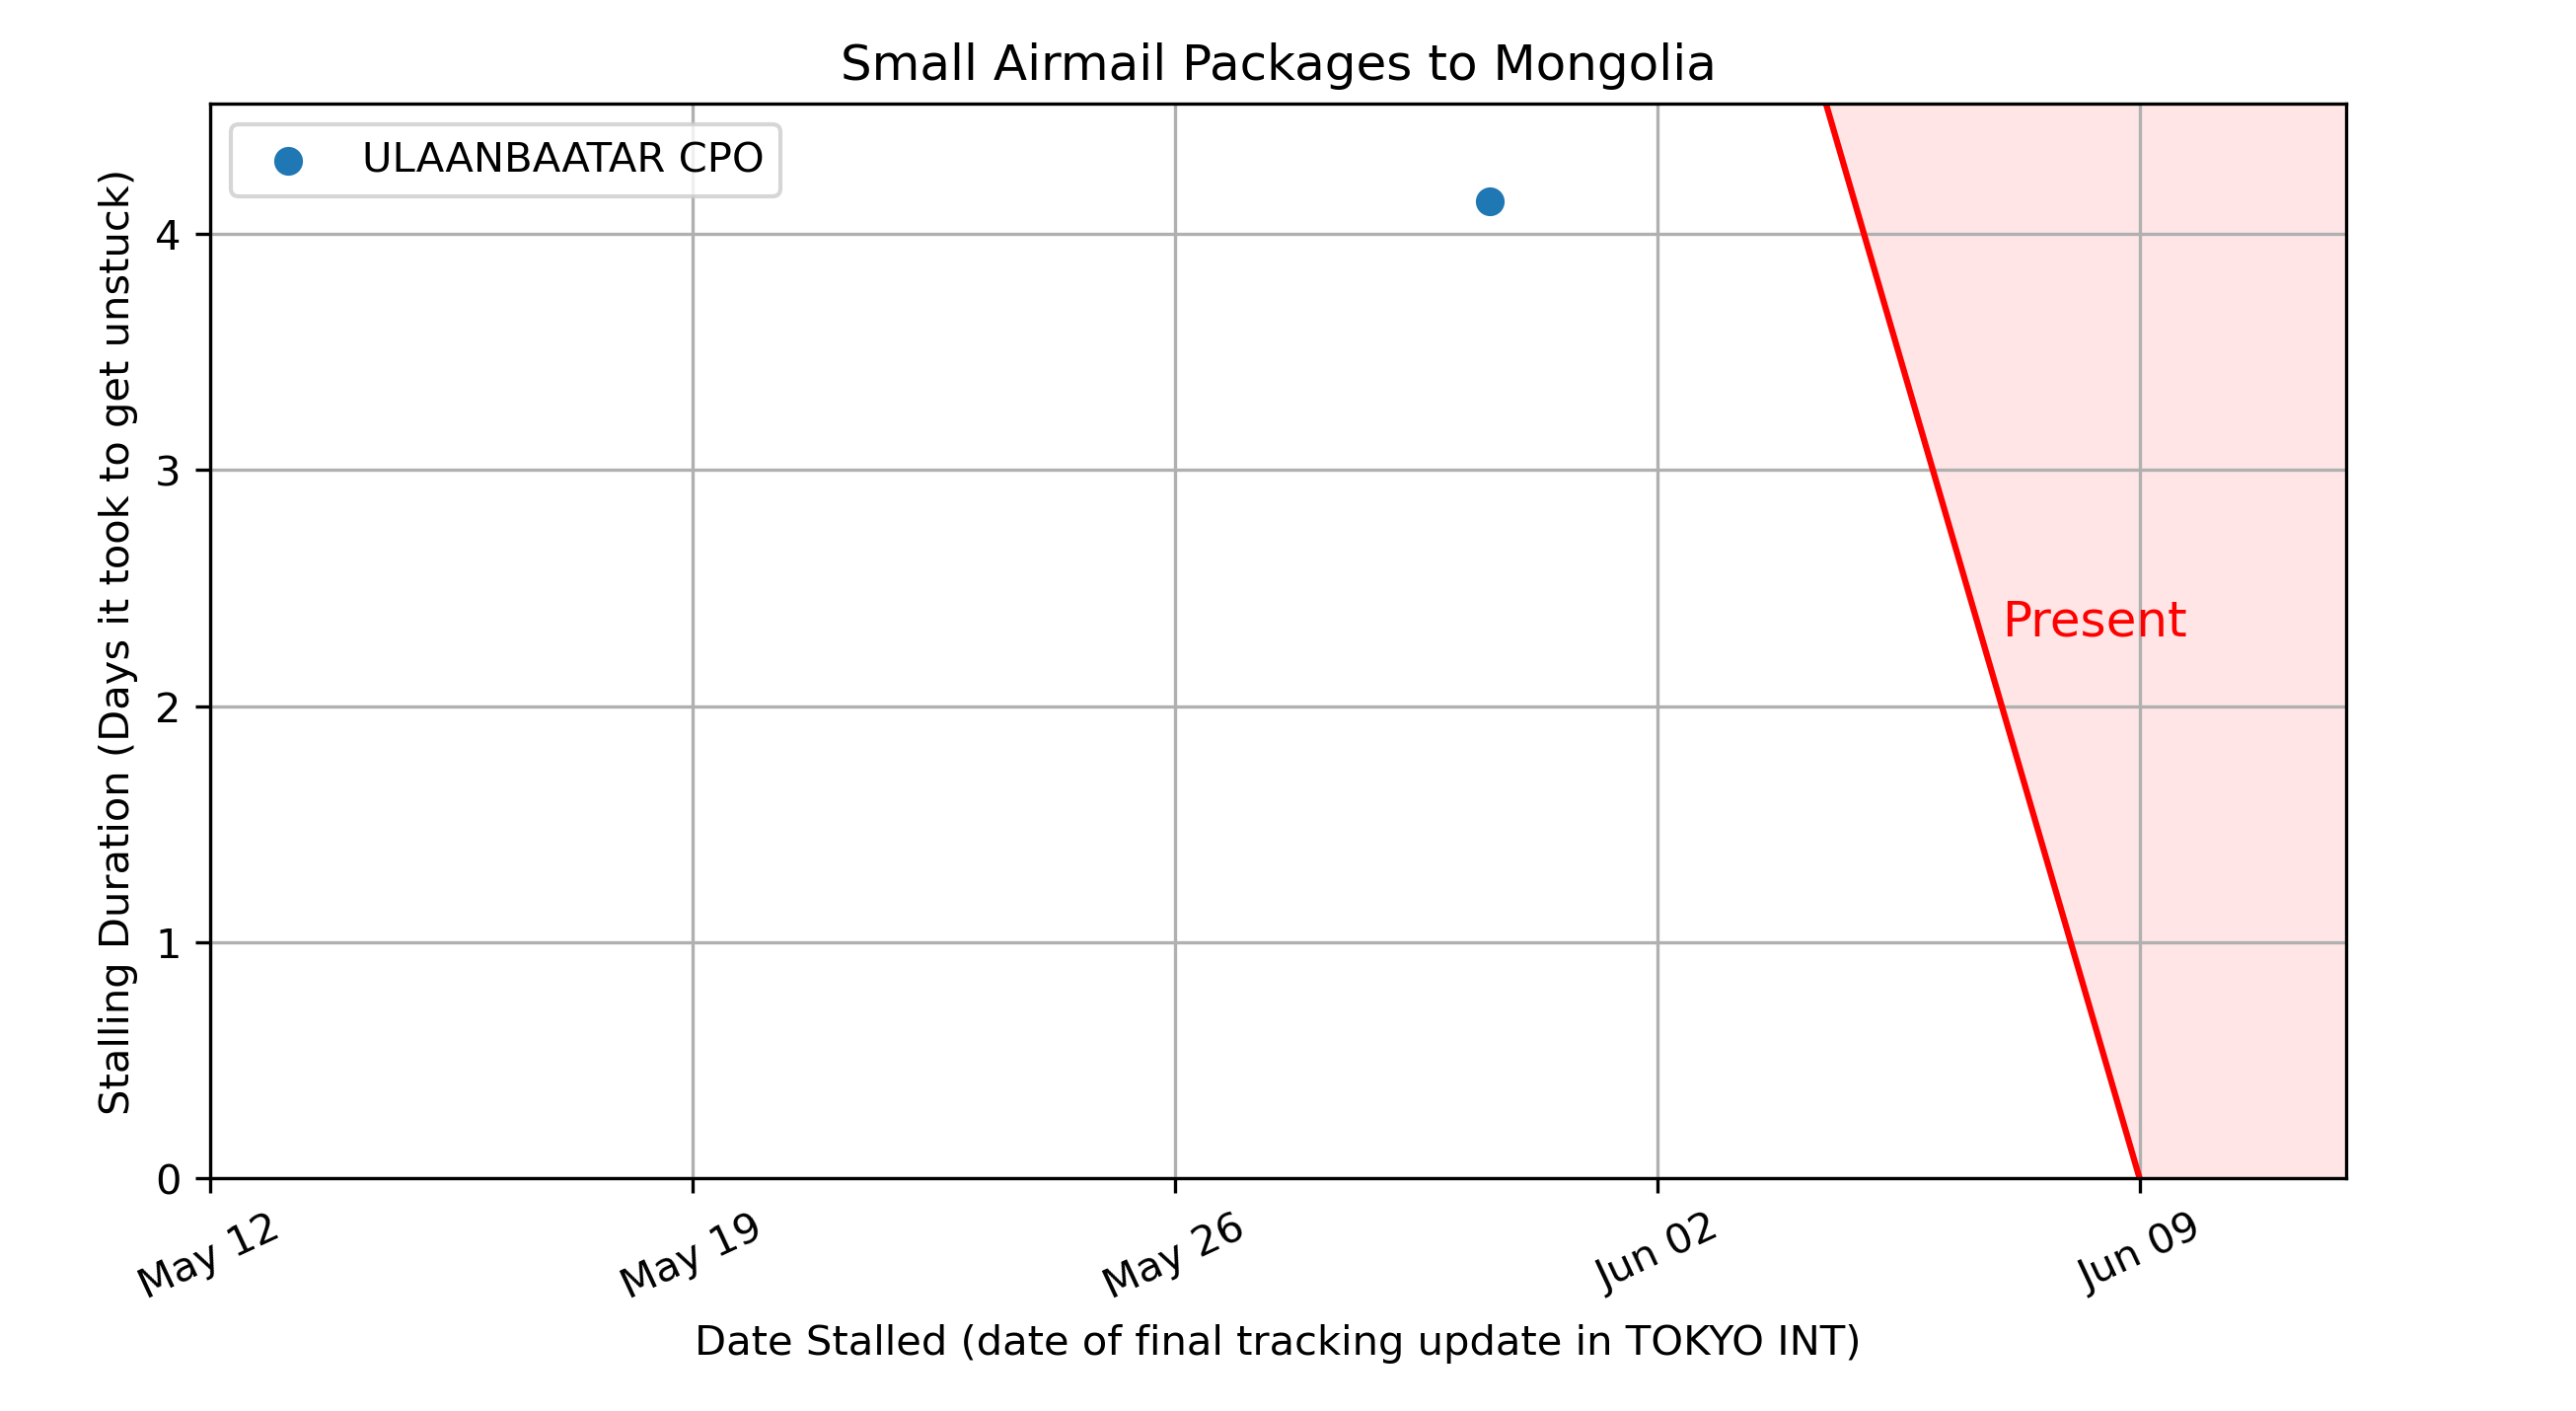 Small Airmail Packages to Mongolia
ULAANBAATAR CPO
Stalling Duration (Days it took to get unstuck)
4
3
2
1
0
Present
May 12
May 19
May 26
Jun 02
Jun 09
Date Stalled (date of final tracking update in TOKYO INT)